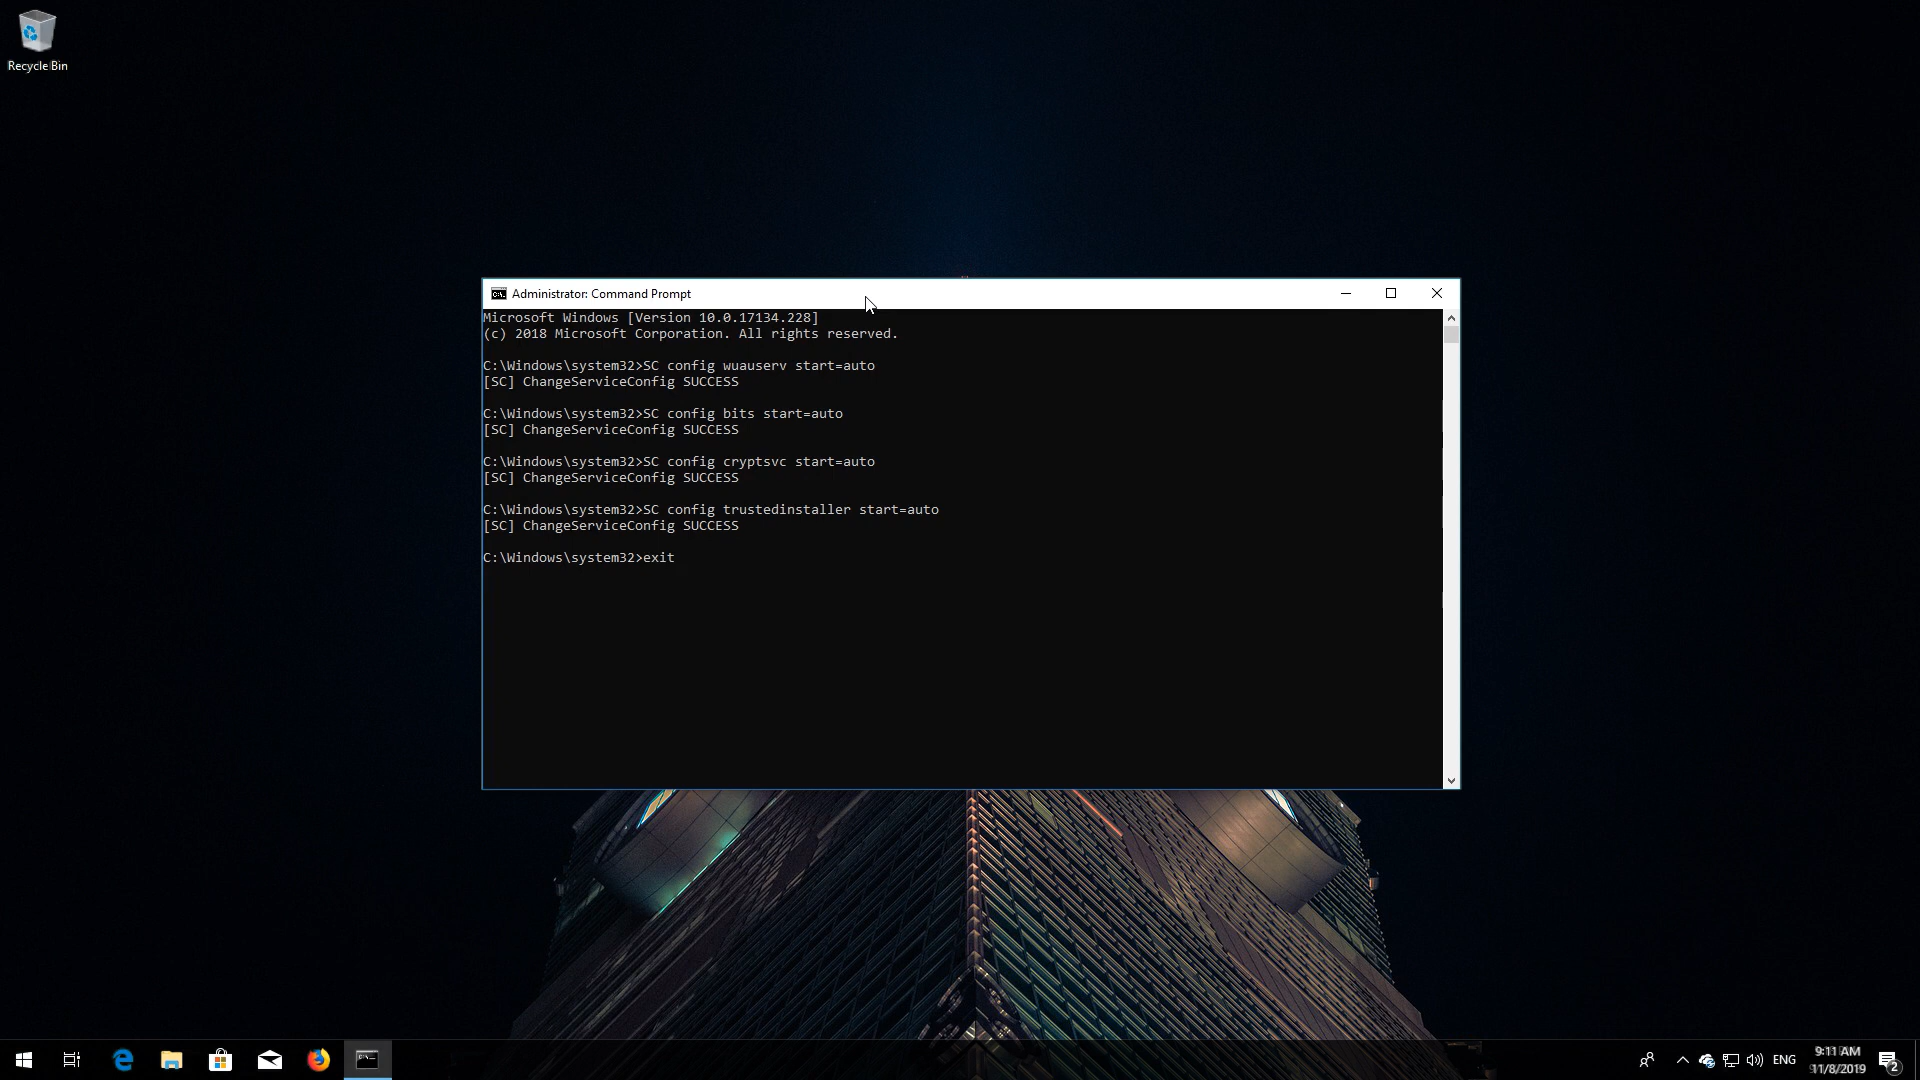 Recycle Bin
Administrator: Command Prompt
Microsoft Windows [Version 10.0.17134.228]
(c) 2018 Microsoft Corporation. All rights reserved.
C:\Windows\system32>SC config wuauserv start=auto
[SC] ChangeServiceConfig SUCCESS
C:\Windows\system32>SC config bits start=auto
[SC] ChangeServiceConfig SUCCESS
C:\Windows\system32>SC config cryptsvc start=auto
[SC] ChangeServiceConfig SUCCESS
C:\Windows\system32>SC config trustedinstaller start=auto
[SC] ChangeServiceConfig SUCCESS
C:\Windows\system32>exit
ENG
9:11 AM
11/8/2019
2